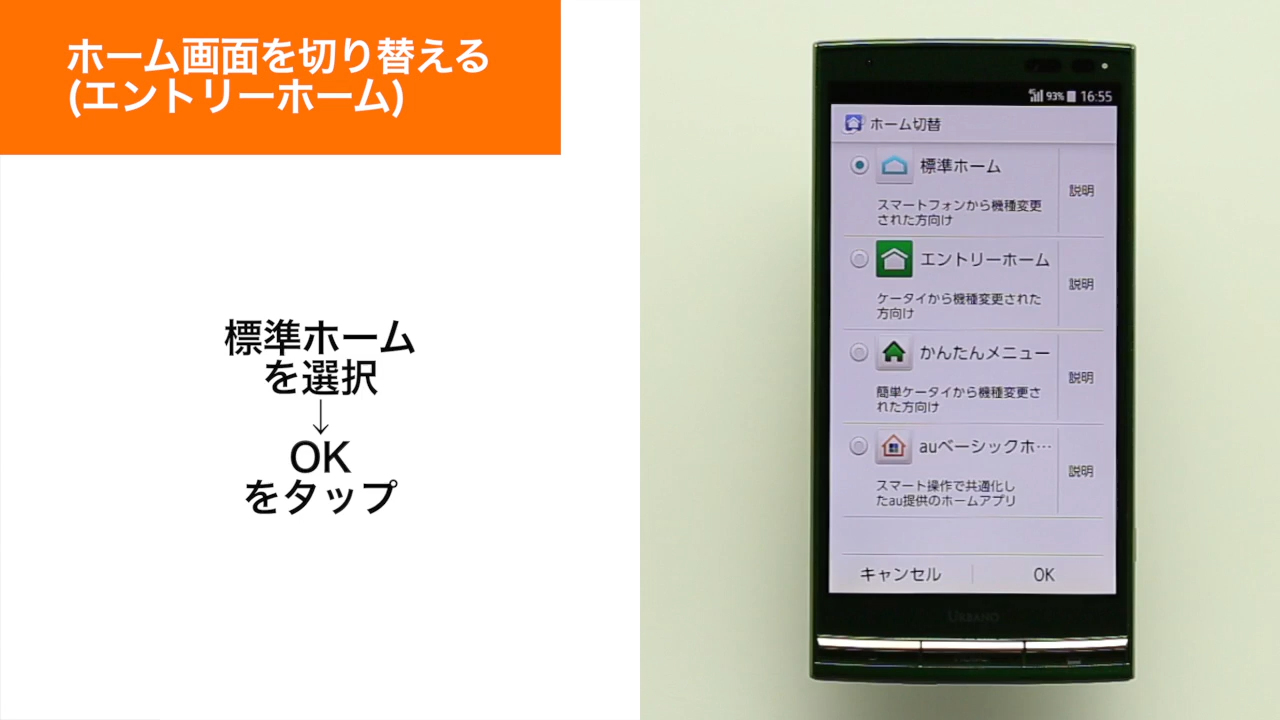 ホーム画面を切り替える
(エントリーホーム)
標準ホーム
を選択
↓
OK
をタップ
93% 16:55
ホーム切替
標準ホーム
説明
スマートフォンから機種変更
された方向け
エントリーホーム
説明
ケータイから機種変更された
方向け
かんたんメニュー
説明
簡単ケータイから機種変更さ
れた方向け
auベーシックホ…
説明
スマート操作で共通化し
たau提供のホームアプリ
キャンセル
OK
URBANO